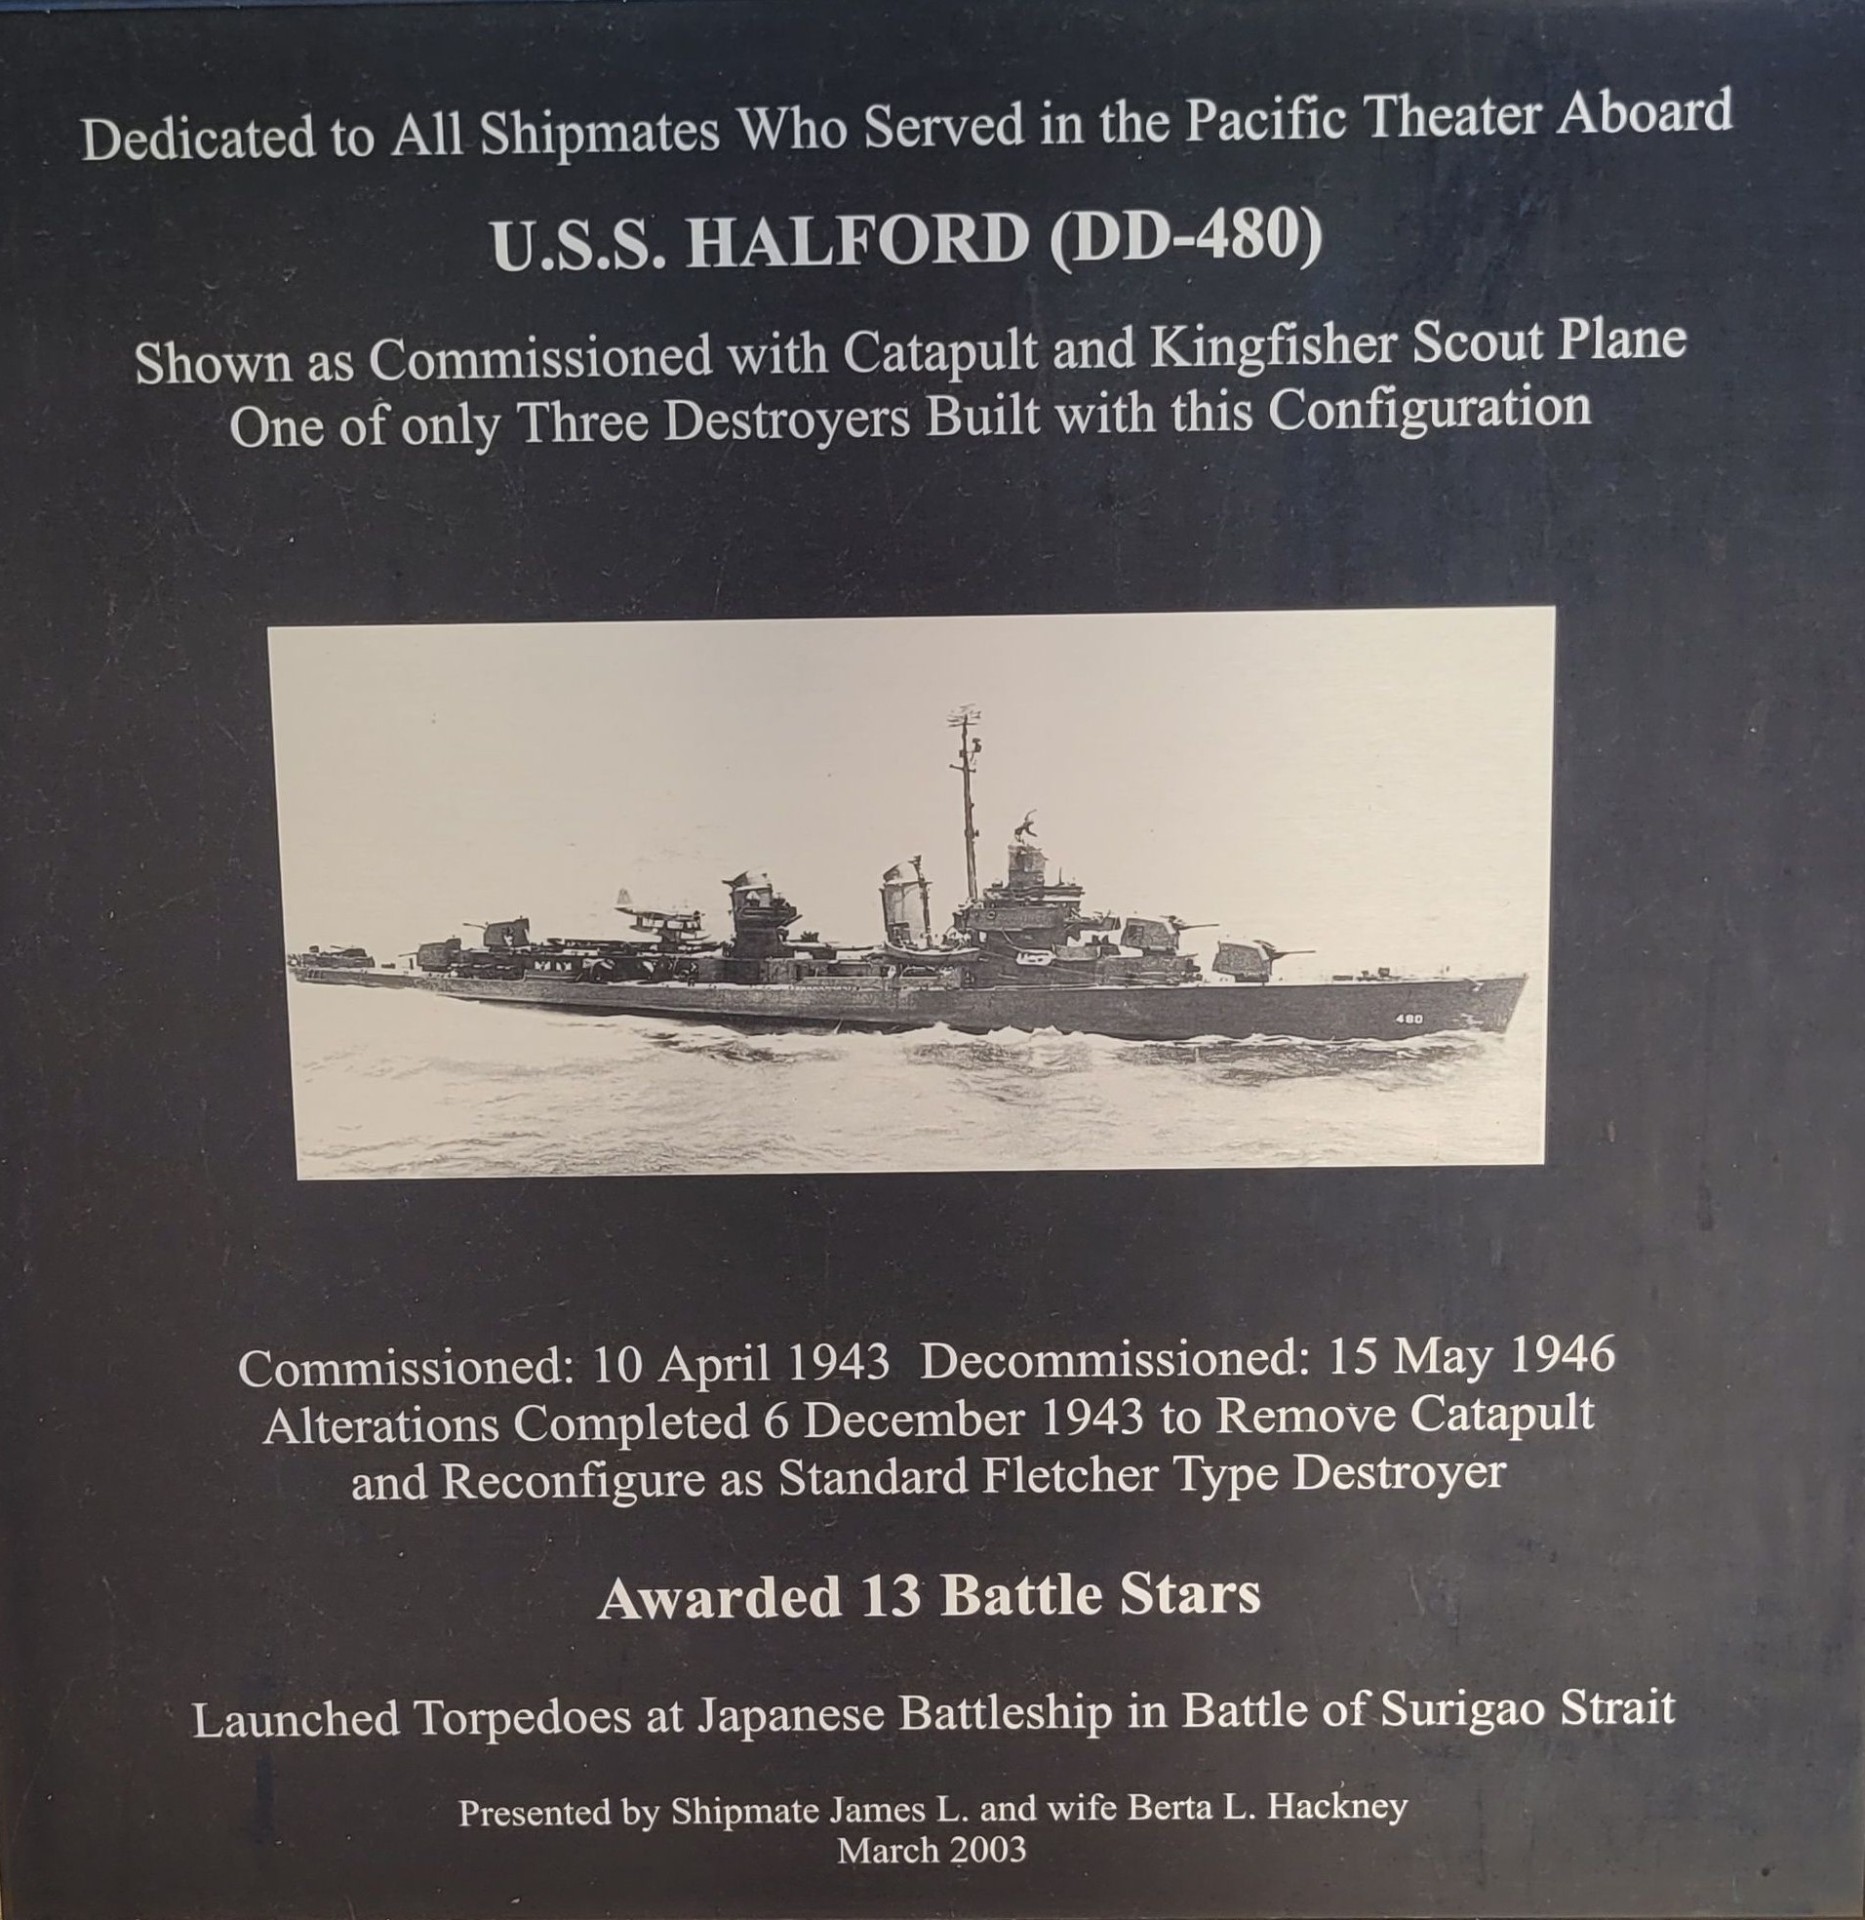 Dedicated to All Shipmates Who Served in the Pacific Theater Aboard
U.S.S. HALFORD (DD-480)
Shown as Commissioned with Catapult and Kingfisher Scout Plane
One of only Three Destroyers Built with this Configuration
480
Commissioned: 10 April 1943 Decommissioned: 15 May 1946
Alterations Completed 6 December 1943 to Remove Catapult
and Reconfigure as Standard Fletcher Type Destroyer
Awarded 13 Battle Stars
Launched Torpedoes at Japanese Battleship in Battle of Surigao Strait
Presented by Shipmate James L. and wife Berta L. Hackney
March 2003